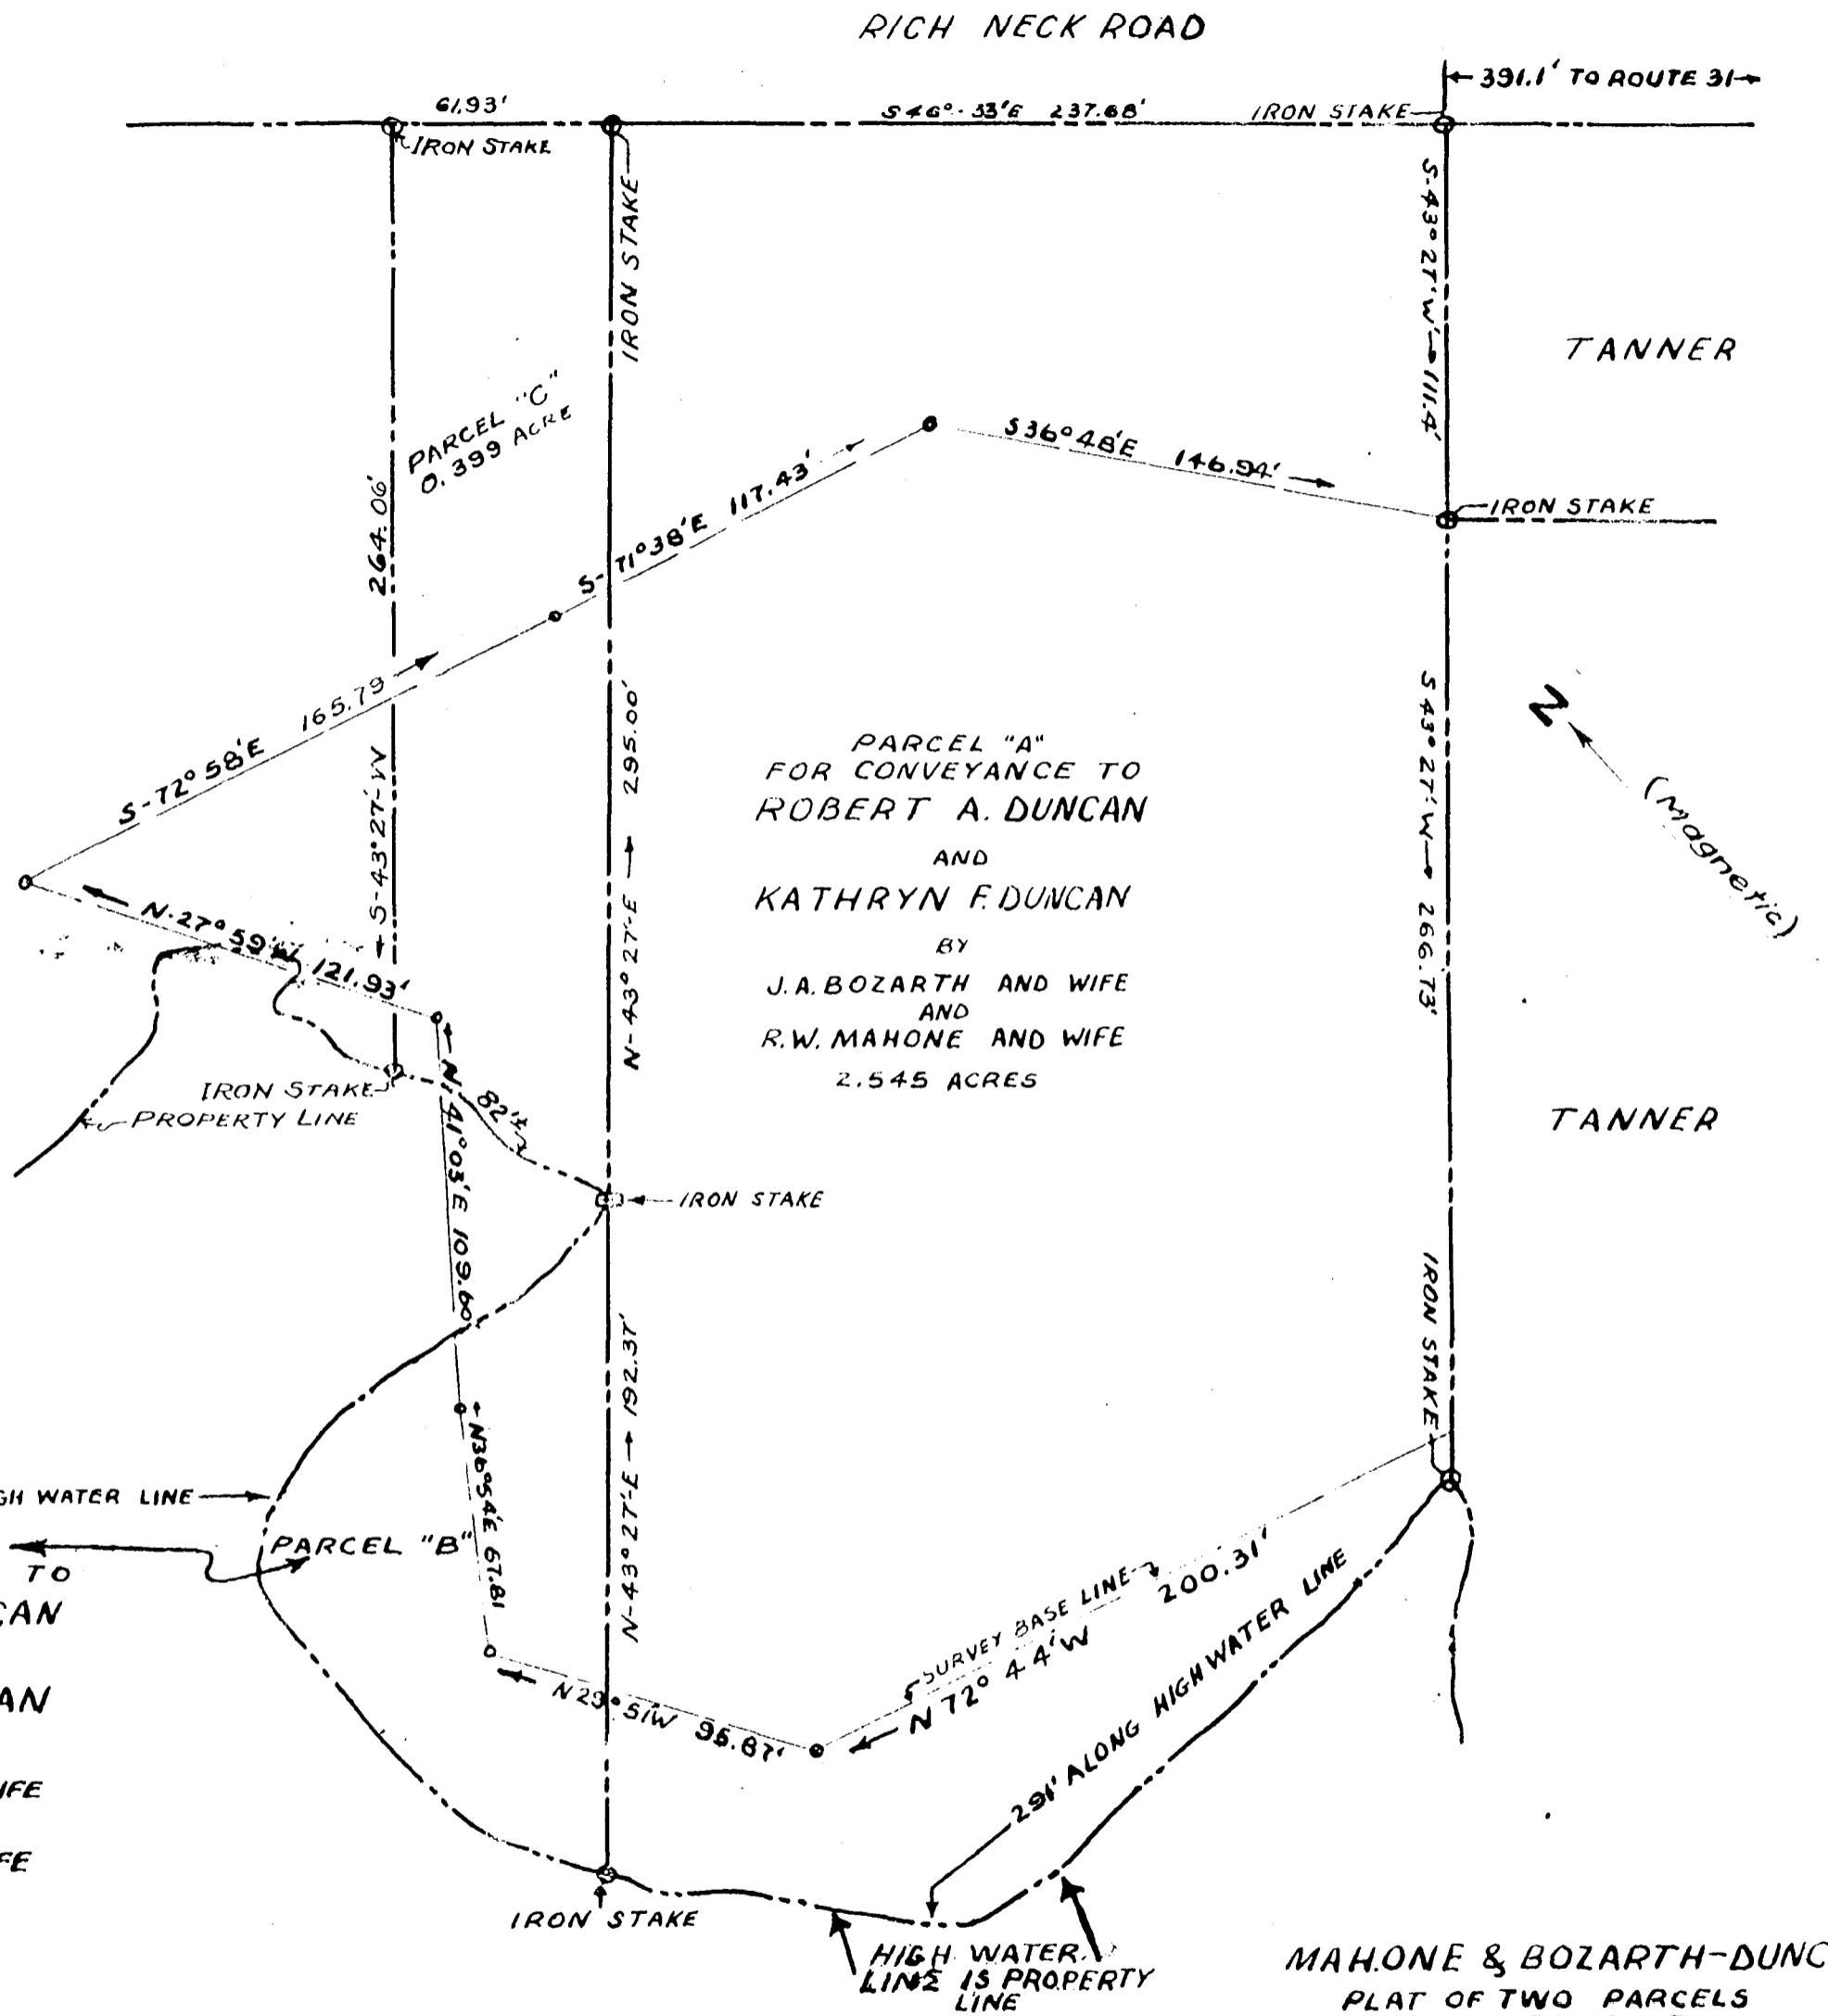 RICH NECK ROAD
391.1' TO ROUTE 31
61.93'
S 46°-33'E 237.68'
IRON STAKE
IRON STAKE
IRON STAKE
S-43°27'W 111.4'
TANNER
PARCEL "C"
0.399 ACRE
S 36°48'E 146.94'
IRON STAKE
S-71°38'E 117.43'
264.06'
S-43°27'-W
S-72°58'E 165.79
295.00'
N-43°27'-E
S 43°27'W 266.73'
N
(Magnetic)
PARCEL "A"
FOR CONVEYANCE TO
ROBERT A. DUNCAN
AND
KATHRYN F. DUNCAN
BY
J.A. BOZARTH AND WIFE
AND
R.W. MAHONE AND WIFE
2.545 ACRES
N-27°59'W 121.93'
IRON STAKE
PROPERTY LINE
82'±
N 41°03'E 109.60
TANNER
IRON STAKE
N-43°27'-E 192.37'
IRON STAKE
GH WATER LINE
PARCEL "B"
TO
CAN
AN
IFE
FE
N36°54'E 67.81
SURVEY BASE LINE
200.31'
N 72° 44'W
N 29°51'W 95.87'
291' ALONG HIGH WATER LINE
IRON STAKE
HIGH WATER
LINE IS PROPERTY
LINE
MAHONE & BOZARTH-DUNC
PLAT OF TWO PARCELS